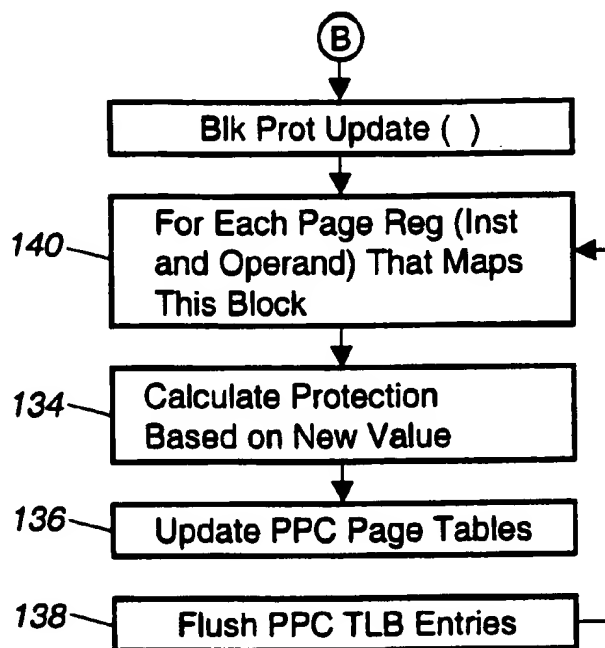 B
Blk Prot Update ( )
140
For Each Page Reg (Inst
and Operand) That Maps
This Block
134
Calculate Protection
Based on New Value
136
Update PPC Page Tables
138
Flush PPC TLB Entries